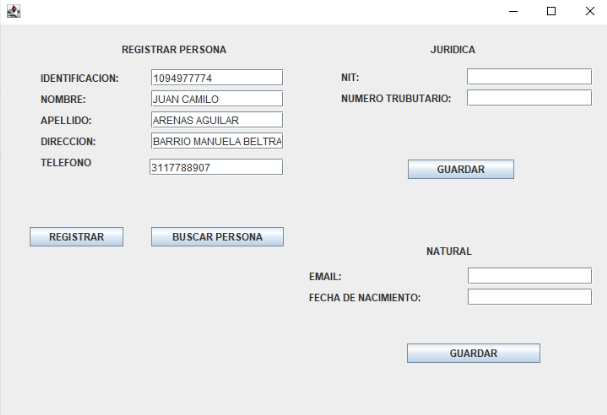 REGISTRAR PERSONA
IDENTIFICACION: 1094977774
NOMBRE: JUAN CAMILO
APELLIDO: ARENAS AGUILAR
DIRECCION: BARRIO MANUELA BELTRA
TELEFONO 3117788907
REGISTRAR BUSCAR PERSONA
JURIDICA
NIT:
NUMERO TRUBUTARIO:
GUARDAR
NATURAL
EMAIL:
FECHA DE NACIMIENTO:
GUARDAR